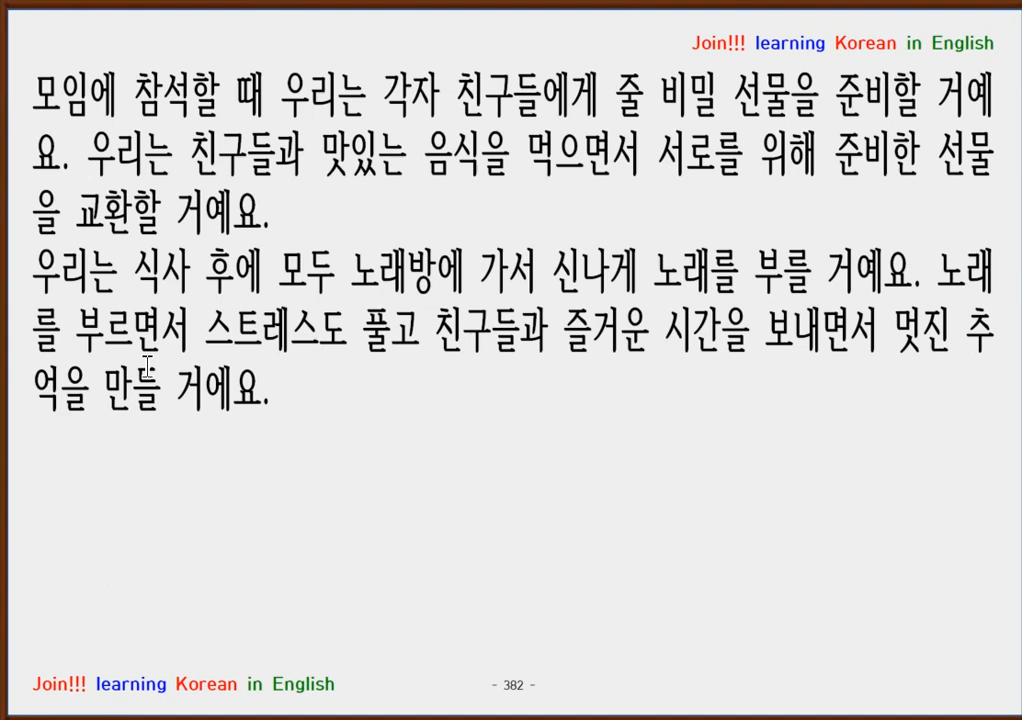 Join!!! learning Korean in English
모임에 참석할 때 우리는 각자 친구들에게 줄 비밀 선물을 준비할 거예
요. 우리는 친구들과 맛있는 음식을 먹으면서 서로를 위해 준비한 선물
을 교환할 거예요.
우리는 식사 후에 모두 노래방에 가서 신나게 노래를 부를 거예요. 노래
를 부르면서 스트레스도 풀고 친구들과 즐거운 시간을 보내면서 멋진 추
억을 만들 거에요.
Join!!! learning Korean in English
- 382 -